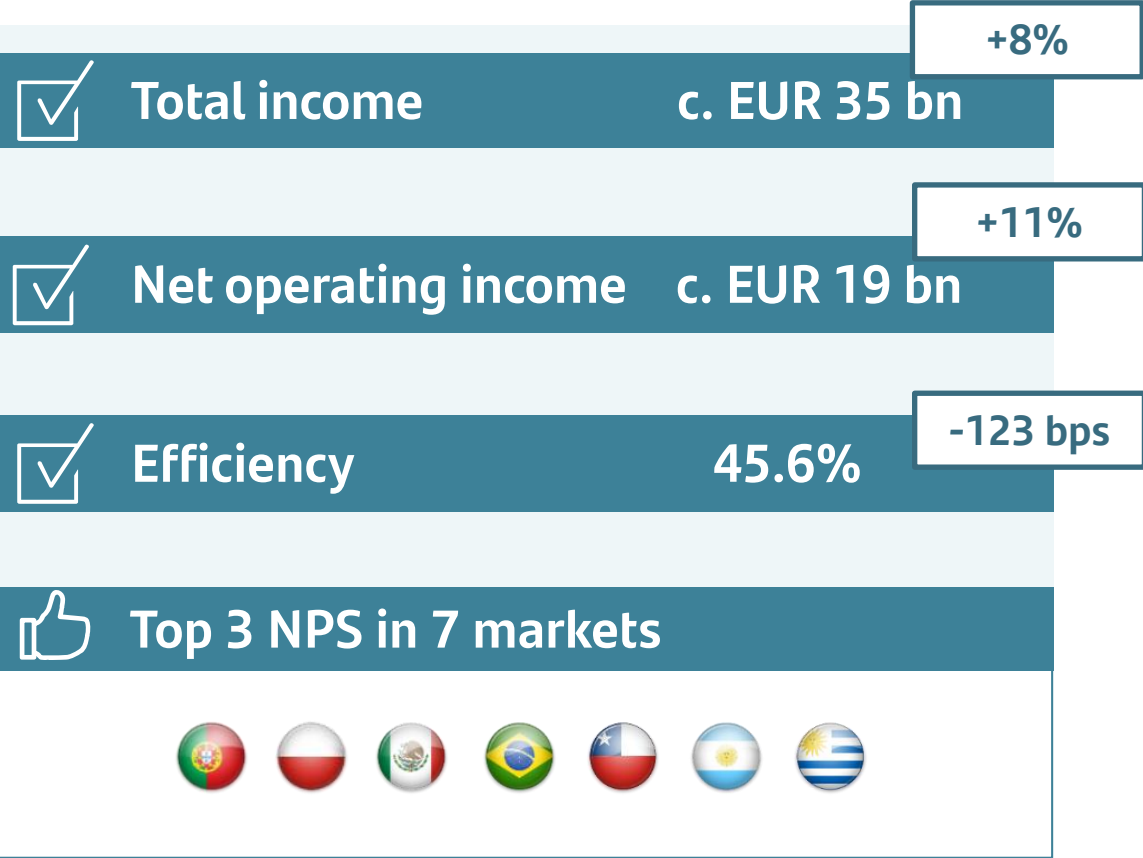 +8%
Total income c. EUR 35 bn
+11%
Net operating income c. EUR 19 bn
-123 bps
Efficiency 45.6%
Top 3 NPS in 7 markets